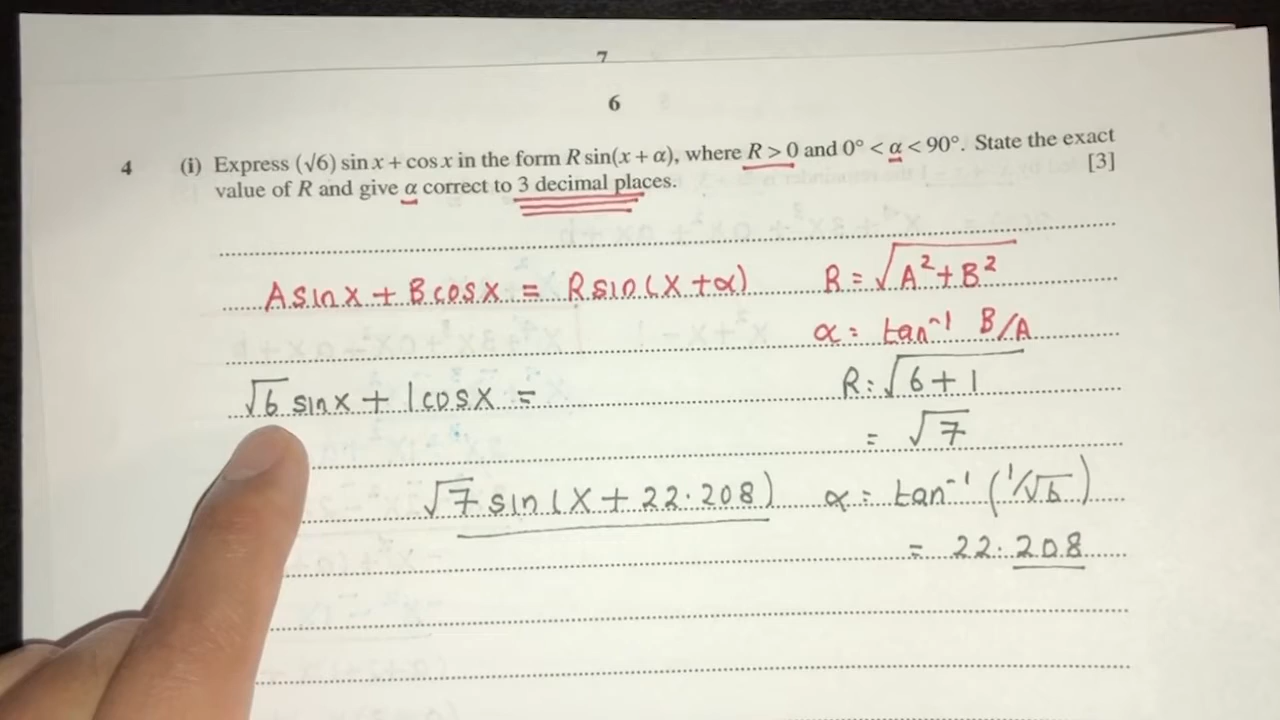 7
6
4 (i) Express (√6) sin x + cos x in the form R sin(x + α), where R > 0 and 0° < α < 90°. State the exact
value of R and give α correct to 3 decimal places. [3]
A sin x + B cos x = R sin (x + α) R = √A² + B²
α = tan⁻¹ B/A
√6 sin x + 1 cos x = R = √6 + 1
= √7
√7 sin (x + 22.208) α = tan⁻¹ (1/√6)
= 22.208